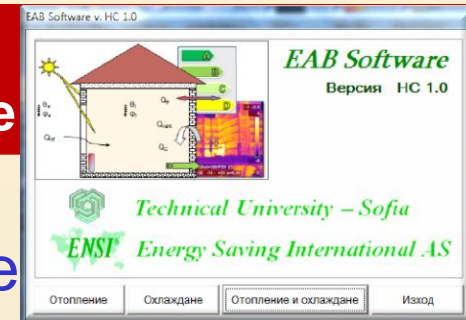 EAB Software v. HC 1.0
EAB Software
Версия HC 1.0
A
C
D
e
Technical University – Sofia
ENSI® Energy Saving International AS
e
Отопление Охлаждане Отопление и охлаждане Изход